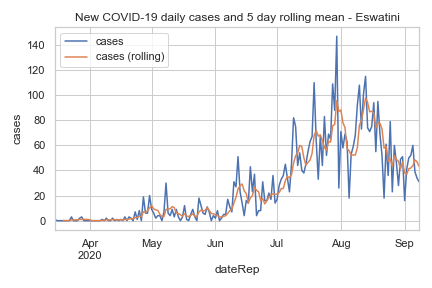 New COVID-19 daily cases and 5 day rolling mean - Eswatini
cases
cases (rolling)
140
120
100
80
60
40
20
0
cases
Apr
2020
May
Jun
Jul
Aug
Sep
dateRep